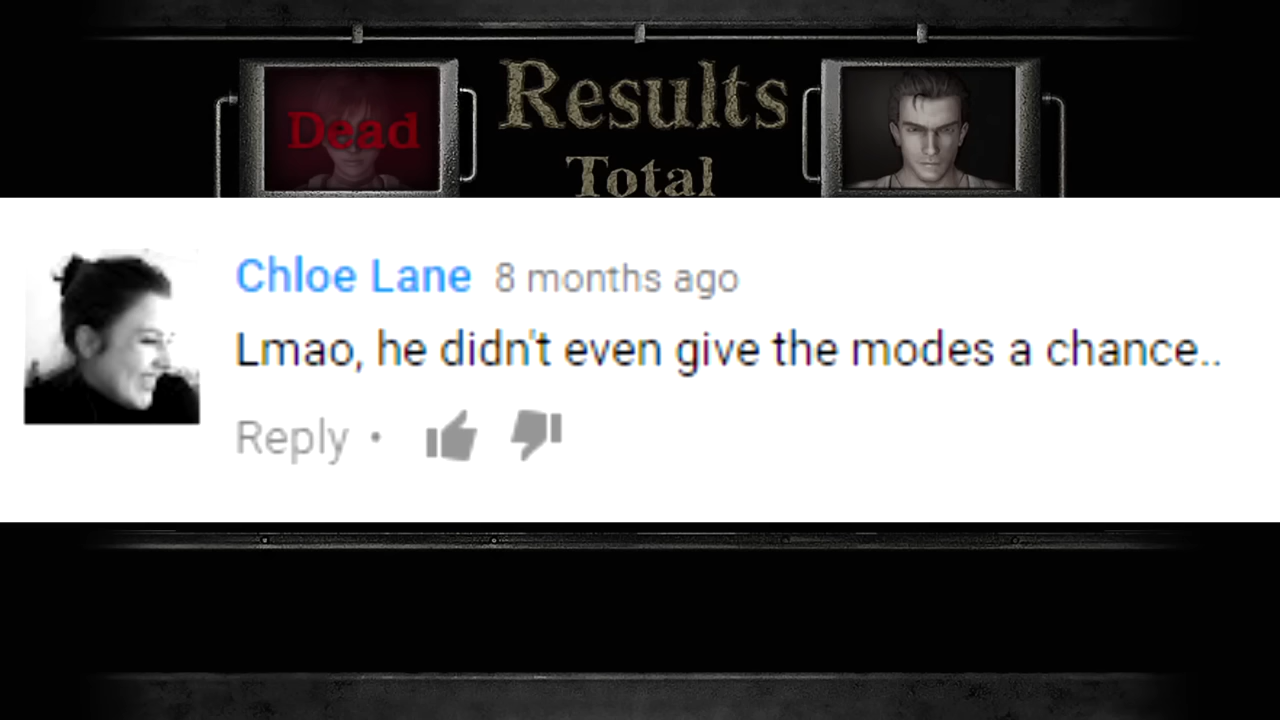 Results
Dead
Total
Chloe Lane 8 months ago
Lmao, he didn't even give the modes a chance..
Reply •